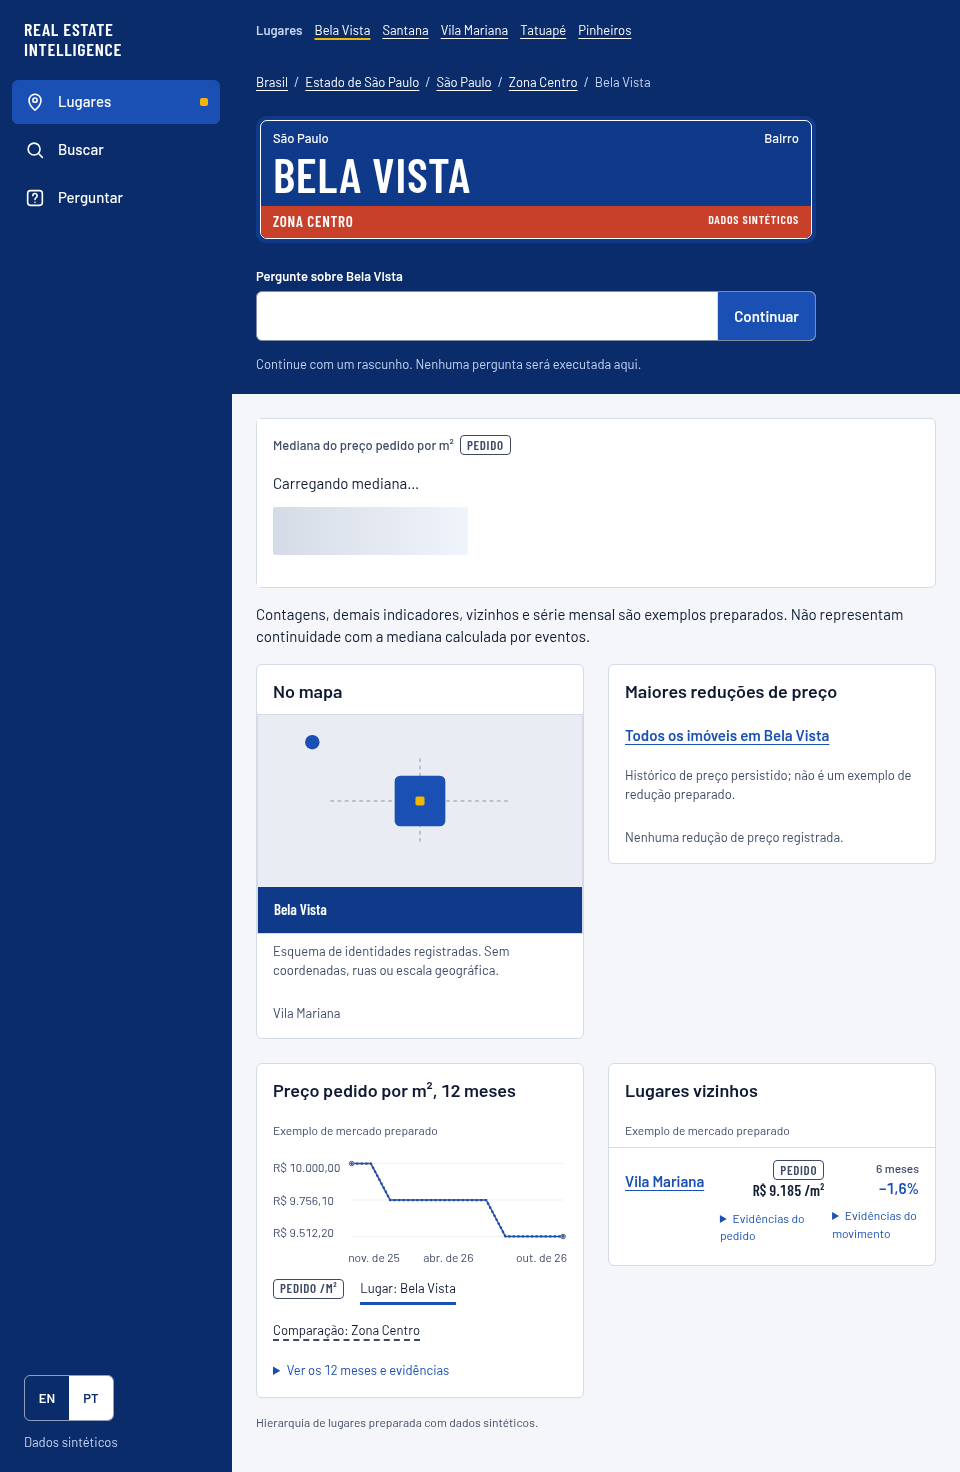 REAL ESTATE
INTELLIGENCE
Lugares
Buscar
Perguntar
EN PT
Dados sintéticos
Lugares Bela Vista Santana Vila Mariana Tatuapé Pinheiros
Brasil / Estado de São Paulo / São Paulo / Zona Centro / Bela Vista
São Paulo Bairro
BELA VISTA
ZONA CENTRO DADOS SINTÉTICOS
Pergunte sobre Bela Vista
Continuar
Continue com um rascunho. Nenhuma pergunta será executada aqui.
Mediana do preço pedido por m² PEDIDO
Carregando mediana...
Contagens, demais indicadores, vizinhos e série mensal são exemplos preparados. Não representam
continuidade com a mediana calculada por eventos.
No mapa
Bela Vista
Esquema de identidades registradas. Sem
coordenadas, ruas ou escala geográfica.
Vila Mariana
Maiores reduções de preço
Todos os imóveis em Bela Vista
Histórico de preço persistido; não é um exemplo de
redução preparado.
Nenhuma redução de preço registrada.
Preço pedido por m², 12 meses
Exemplo de mercado preparado
R$ 10.000,00
R$ 9.756,10
R$ 9.512,20
nov. de 25 abr. de 26 out. de 26
PEDIDO /M² Lugar: Bela Vista
Comparação: Zona Centro
Ver os 12 meses e evidências
Lugares vizinhos
Exemplo de mercado preparado
Vila Mariana
PEDIDO
R$ 9.185 /m²
Evidências do
pedido
6 meses
−1,6%
Evidências do
movimento
Hierarquia de lugares preparada com dados sintéticos.